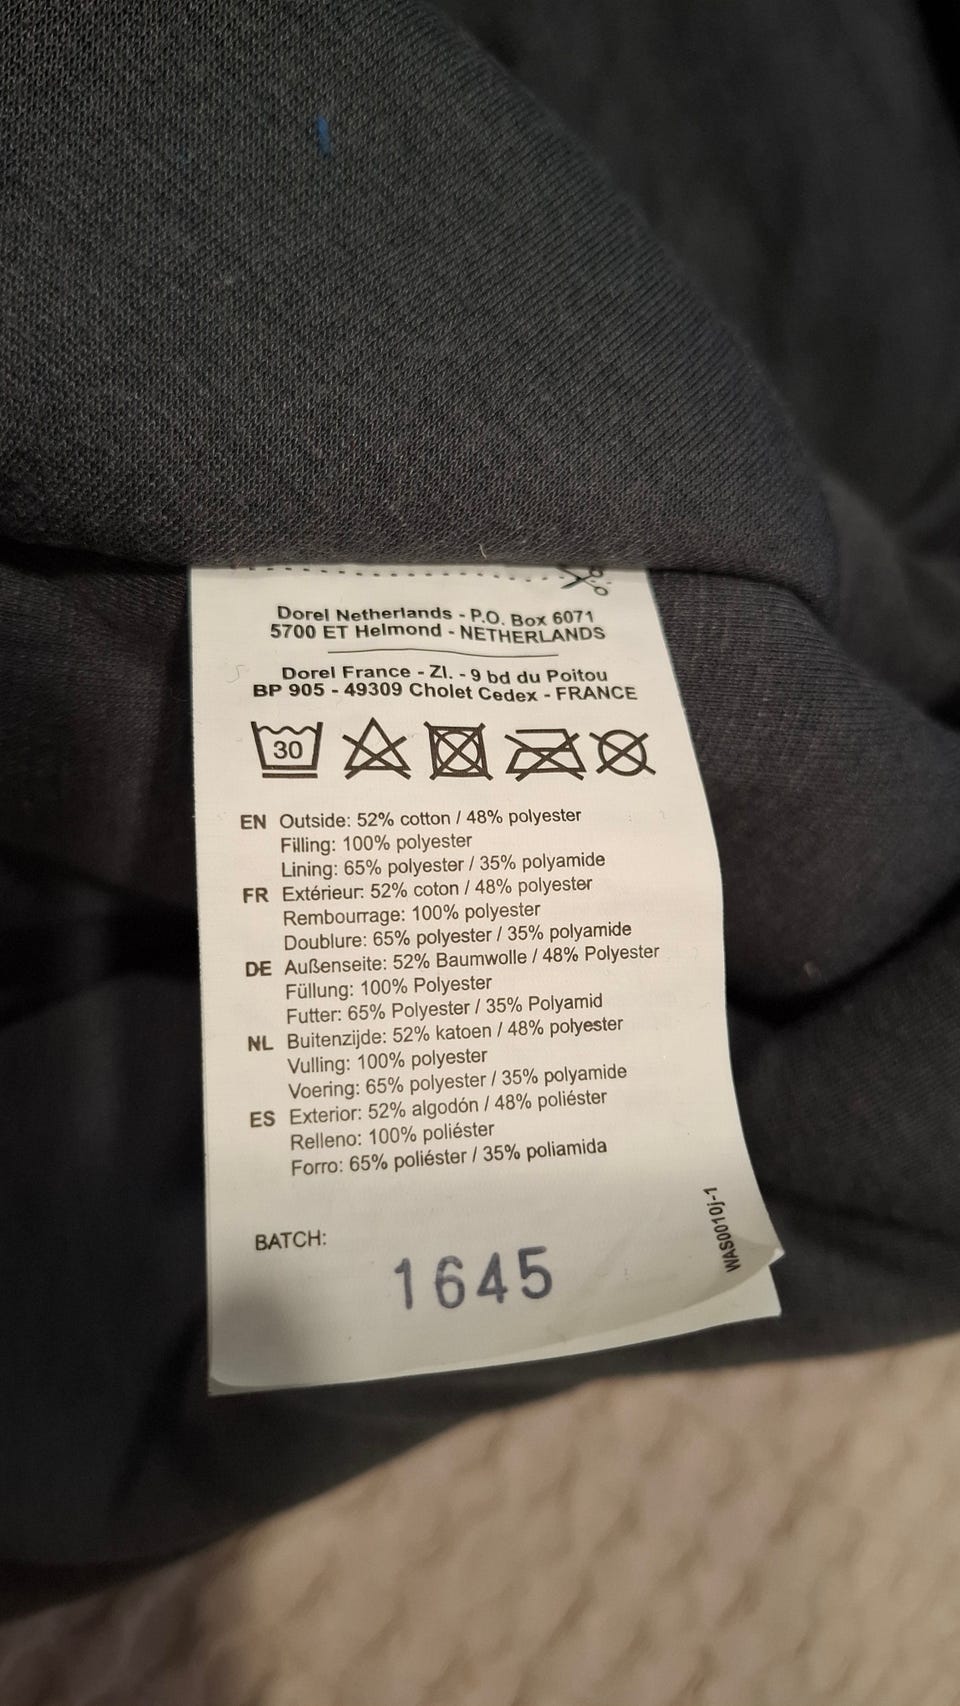 Dorel Netherlands - P.O. Box 6071
5700 ET Helmond - NETHERLANDS
Dorel France - ZI. - 9 bd du Poitou
BP 905 - 49309 Cholet Cedex - FRANCE
30
EN Outside: 52% cotton / 48% polyester
Filling: 100% polyester
Lining: 65% polyester / 35% polyamide
FR Extérieur: 52% coton / 48% polyester
Rembourrage: 100% polyester
Doublure: 65% polyester / 35% polyamide
DE Außenseite: 52% Baumwolle / 48% Polyester
Füllung: 100% Polyester
Futter: 65% Polyester / 35% Polyamid
NL Buitenzijde: 52% katoen / 48% polyester
Vulling: 100% polyester
Voering: 65% polyester / 35% polyamide
ES Exterior: 52% algodón / 48% poliéster
Relleno: 100% poliéster
Forro: 65% poliéster / 35% poliamida
BATCH:
1645
WAS0010j-1